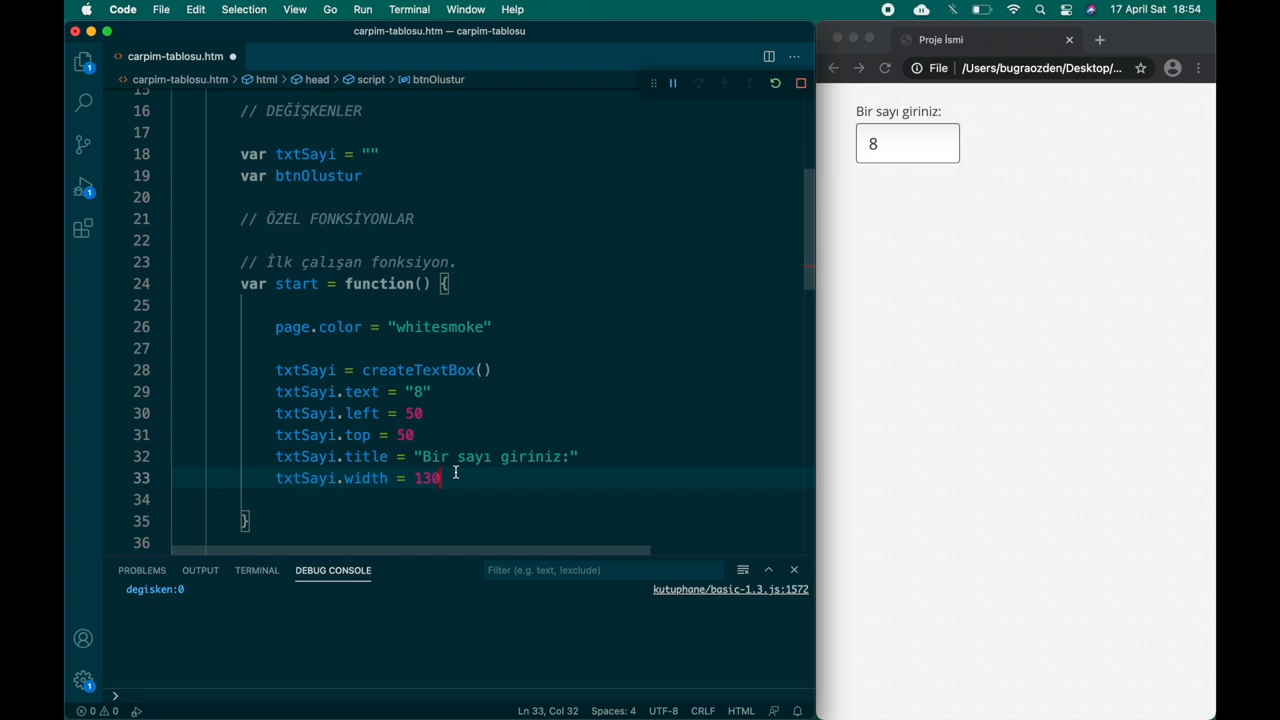 Code File Edit Selection View Go Run Terminal Window Help 17 April Sat 18:54
carpim-tablosu.htm — carpim-tablosu
carpim-tablosu.htm
carpim-tablosu.htm > html > head > script > btnOlustur
15
16 // DEĞİŞKENLER
17
18 var txtSayi = ""
19 var btnOlustur
20
21 // ÖZEL FONKSİYONLAR
22
23 // İlk çalışan fonksiyon.
24 var start = function() {
25
26 page.color = "whitesmoke"
27
28 txtSayi = createTextBox()
29 txtSayi.text = "8"
30 txtSayi.left = 50
31 txtSayi.top = 50
32 txtSayi.title = "Bir sayı giriniz:"
33 txtSayi.width = 130
34
35 }
36
PROBLEMS OUTPUT TERMINAL DEBUG CONSOLE Filter (e.g. text, !exclude)
degisken:0 kutuphane/basic-1.3.js:1572
1
1
1
0 0 Ln 33, Col 32 Spaces: 4 UTF-8 CRLF HTML
Proje İsmi
File /Users/bugraozden/Desktop/...
Bir sayı giriniz:
8